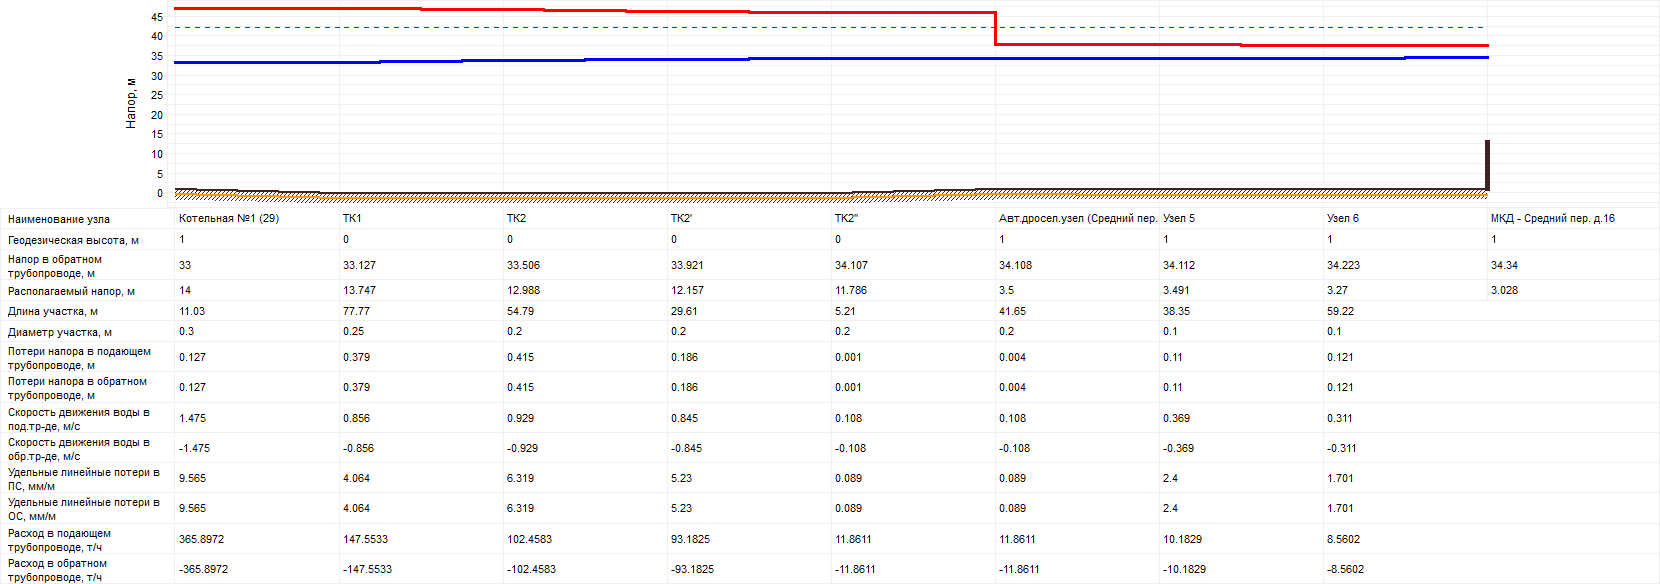 45
40
35
30
25
20
15
10
5
0
Напор, м
Наименование узла Котельная №1 (29) ТК1 ТК2 ТК2' ТК2" Авт.дросел.узел (Средний пер. Узел 5 Узел 6 МКД - Средний пер. д.16
Геодезическая высота, м 1 0 0 0 0 1 1 1 1
Напор в обратном
трубопроводе, м 33 33.127 33.506 33.921 34.107 34.108 34.112 34.223 34.34
Располагаемый напор, м 14 13.747 12.988 12.157 11.786 3.5 3.491 3.27 3.028
Длина участка, м 11.03 77.77 54.79 29.61 5.21 41.65 38.35 59.22
Диаметр участка, м 0.3 0.25 0.2 0.2 0.2 0.2 0.1 0.1
Потери напора в подающем
трубопроводе, м 0.127 0.379 0.415 0.186 0.001 0.004 0.11 0.121
Потери напора в обратном
трубопроводе, м 0.127 0.379 0.415 0.186 0.001 0.004 0.11 0.121
Скорость движения воды в
под.тр-де, м/с 1.475 0.856 0.929 0.845 0.108 0.108 0.369 0.311
Скорость движения воды в
обр.тр-де, м/с -1.475 -0.856 -0.929 -0.845 -0.108 -0.108 -0.369 -0.311
Удельные линейные потери в
ПС, мм/м 9.565 4.064 6.319 5.23 0.089 0.089 2.4 1.701
Удельные линейные потери в
ОС, мм/м 9.565 4.064 6.319 5.23 0.089 0.089 2.4 1.701
Расход в подающем
трубопроводе, т/ч 365.8972 147.5533 102.4583 93.1825 11.8611 11.8611 10.1829 8.5602
Расход в обратном
трубопроводе, т/ч -365.8972 -147.5533 -102.4583 -93.1825 -11.8611 -11.8611 -10.1829 -8.5602